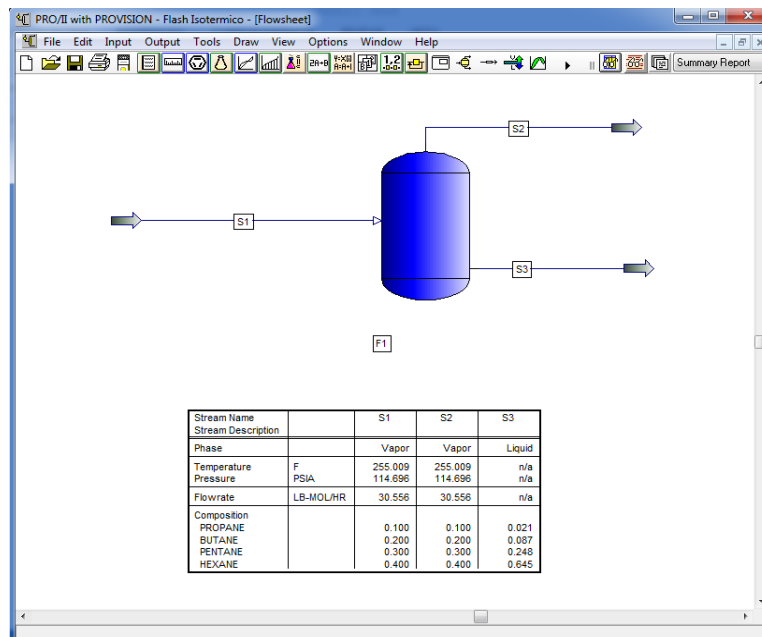 PRO/II with PROVISION - Flash Isotermico - [Flowsheet]
File Edit Input Output Tools Draw View Options Window Help
2A+B 1,2 Summary Report
S2
S1
S3
F1
Stream Name S1 S2 S3
Stream Description
Phase Vapor Vapor Liquid
Temperature F 255.009 255.009 n/a
Pressure PSIA 114.696 114.696 n/a
Flowrate LB-MOL/HR 30.556 30.556 n/a
Composition
PROPANE 0.100 0.100 0.021
BUTANE 0.200 0.200 0.087
PENTANE 0.300 0.300 0.248
HEXANE 0.400 0.400 0.645